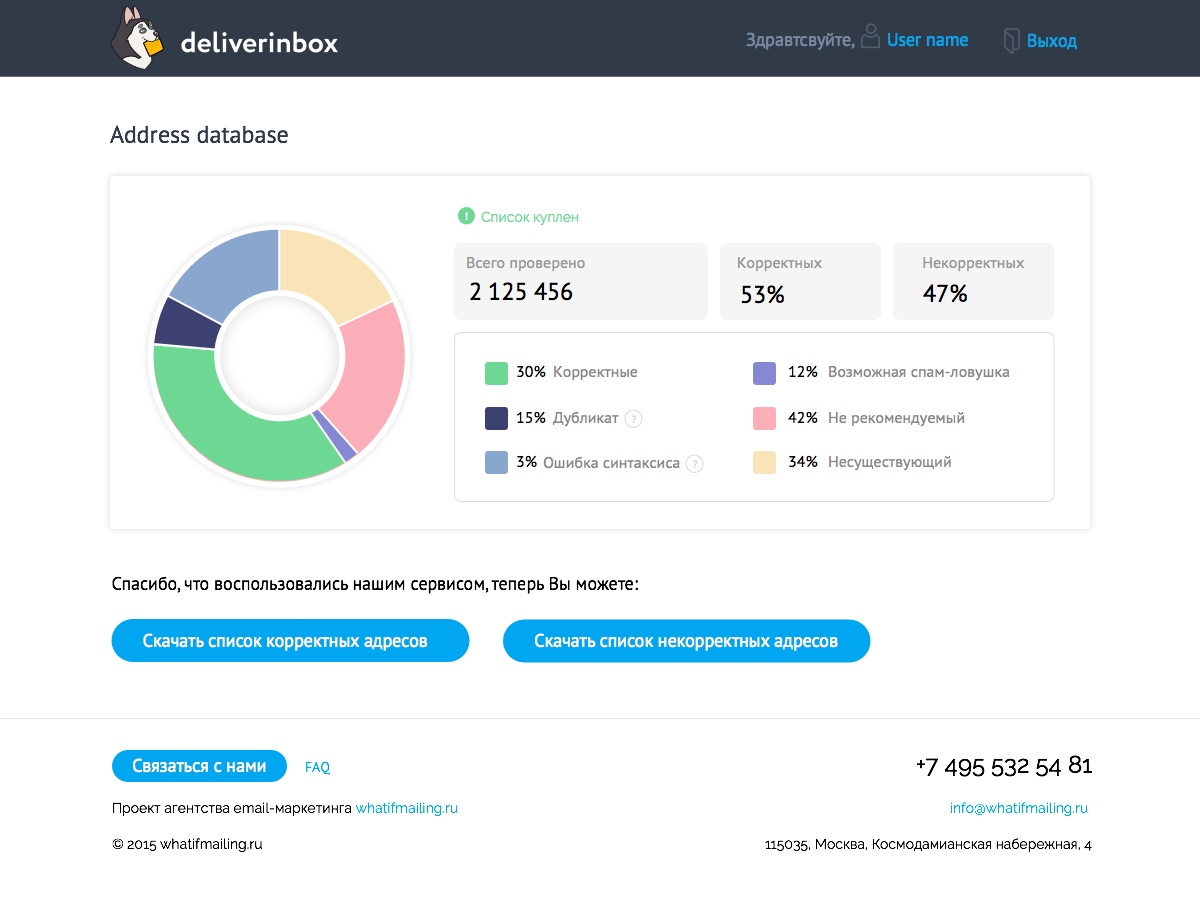 deliverinbox
Здравтсвуйте, User name
Выход
Address database
! Список куплен
Всего проверено
2 125 456
Корректных
53%
Некорректных
47%
30% Корректные
12% Возможная спам-ловушка
15% Дубликат ?
42% Не рекомендуемый
3% Ошибка синтаксиса ?
34% Несуществующий
Спасибо, что воспользовались нашим сервисом, теперь Вы можете:
Скачать список корректных адресов
Скачать список некорректных адресов
Связаться с нами
FAQ
+7 495 532 54 81
Проект агентства email-маркетинга whatifmailing.ru
info@whatifmailing.ru
© 2015 whatifmailing.ru
115035, Москва, Космодамианская набережная, 4